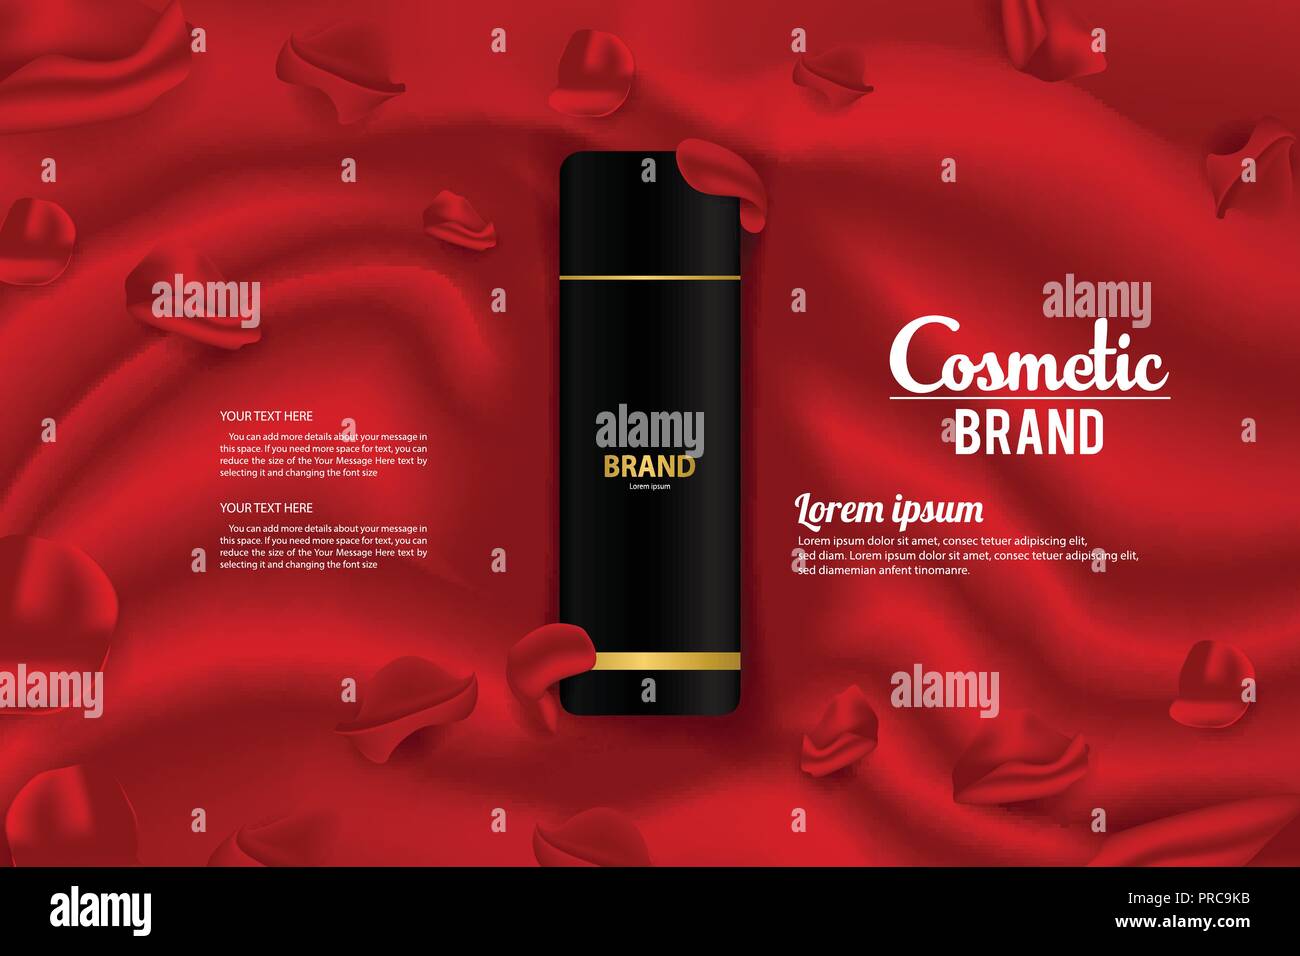 YOUR TEXT HERE
You can add more details about your message in
this space. If you need more space for text, you can
reduce the size of the Your Message Here text by
selecting it and changing the font size
YOUR TEXT HERE
You can add more details about your message in
this space. If you need more space for text, you can
reduce the size of the Your Message Here text by
selecting it and changing the font size
BRAND
Lorem ipsum
Cosmetic
BRAND
Lorem ipsum
Lorem ipsum dolor sit amet, consec tetuer adipiscing elit,
sed diam. Lorem ipsum dolor sit amet, consectetuer adipiscing elit,
sed diamemian anfent tinomanre.
alamy
alamy
alamy
alamy
a
alamy
Image ID: PRC9KB
www.alamy.com